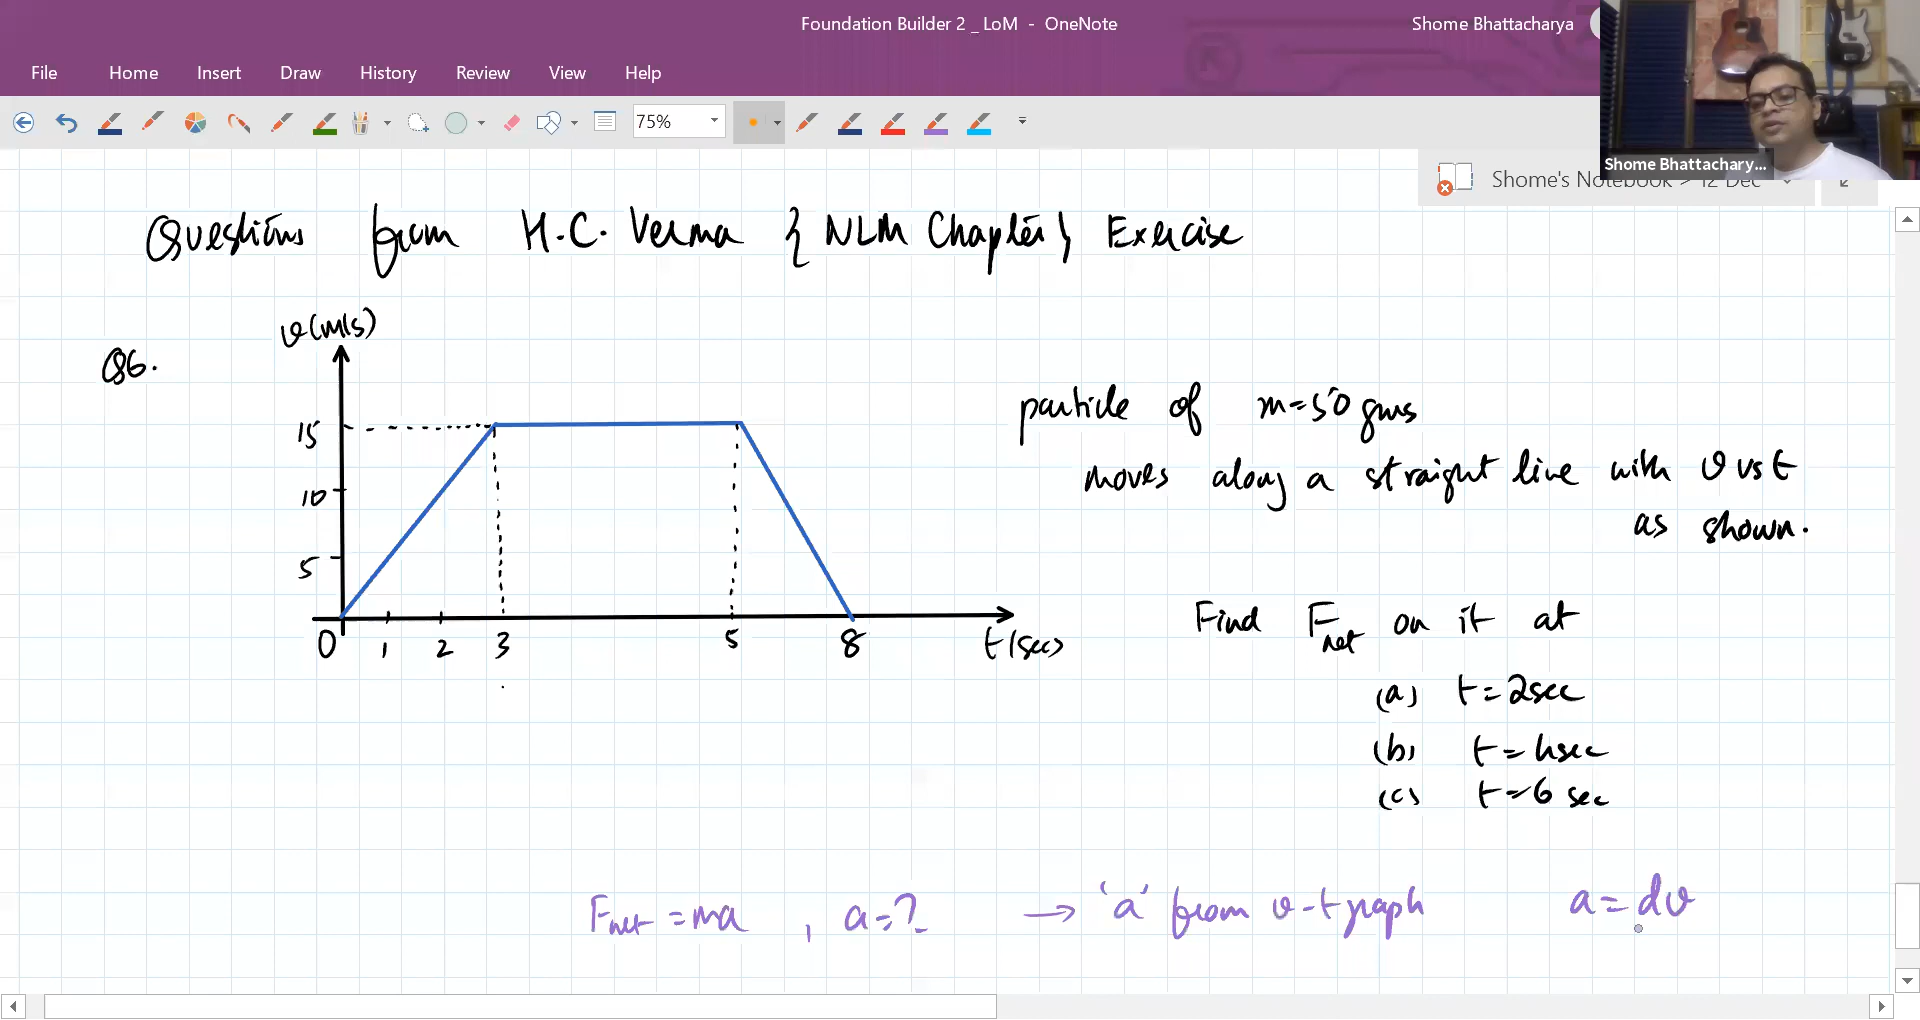 Foundation Builder 2 _ LoM - OneNote
Shome Bhattacharya
File Home Insert Draw History Review View Help
75%
Shome Bhattachary...
Shome's Notebook > 12 Dec
Questions from H.C. Verma { NLM Chapter } Exercise
Q6.
v(m/s)
15
10
5
0 1 2 3 5 8 t(sec)
particle of m=50 gms
moves along a straight line with v vs t
as shown.
Find Fnet on it at
(a) t=2sec
(b) t=4sec
(c) t=6 sec
Fnet = ma , a=? → 'a' from v-t graph a=dv